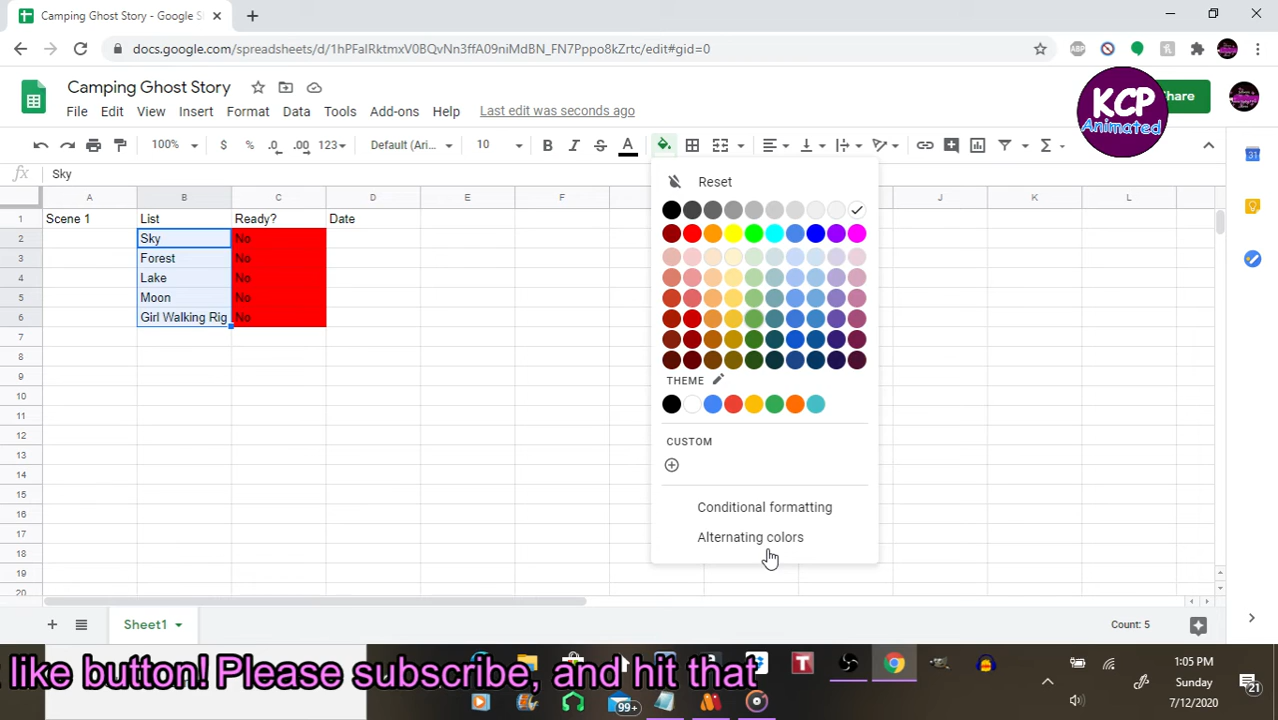 Camping Ghost Story - Google S
docs.google.com/spreadsheets/d/1hPFaIRktmxV0BQvNn3ffA09niMdBN_FN7Pppo8kZrtc/edit#gid=0
ABP
Camping Ghost Story
KCP
Animated
Share
File Edit View Insert Format Data Tools Add-ons Help Last edit was seconds ago
100% $ % .0 .00 123 Default (Ari... 10 B I S A
fx Sky
Reset
A B C D E F J K L
1 Scene 1 List Ready? Date
2 Sky No
3 Forest No
4 Lake No
5 Moon No
6 Girl Walking Rig No
7
8
9
10
11
12
13
14
15
16
17
18
19
20
THEME
CUSTOM
Conditional formatting
Alternating colors
31
Sheet1 Count: 5
like button! Please subscribe, and hit that
T
99+
1:05 PM
Sunday
7/12/2020
21